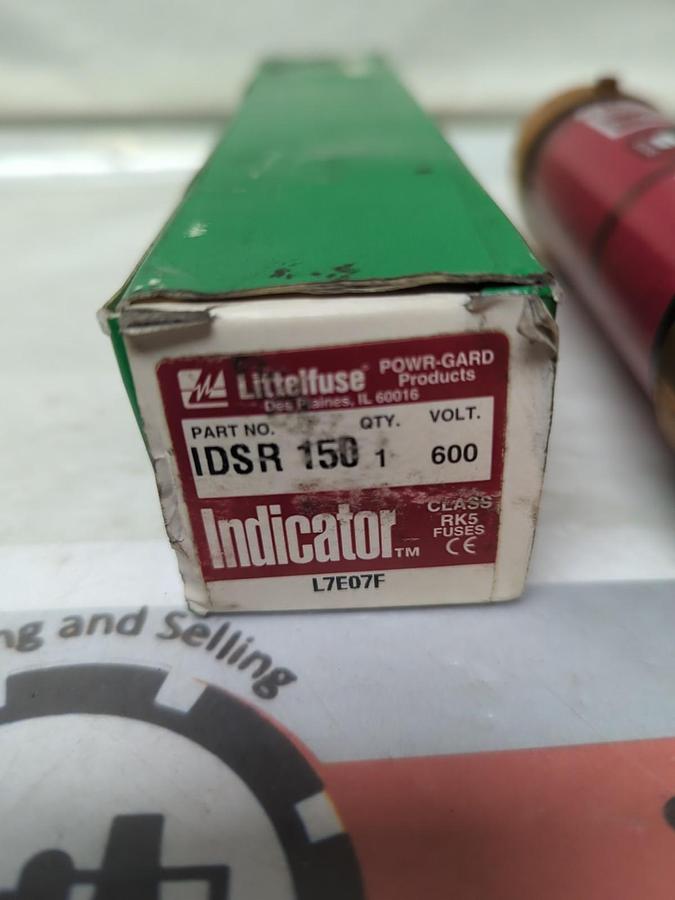 Littelfuse
POWR-GARD
Products
Des Plaines, IL 60016
PART NO. QTY. VOLT.
IDSR 150 1 600
Indicator™
CLASS
RK5
FUSES
CE
L7E07F
ng and Selling